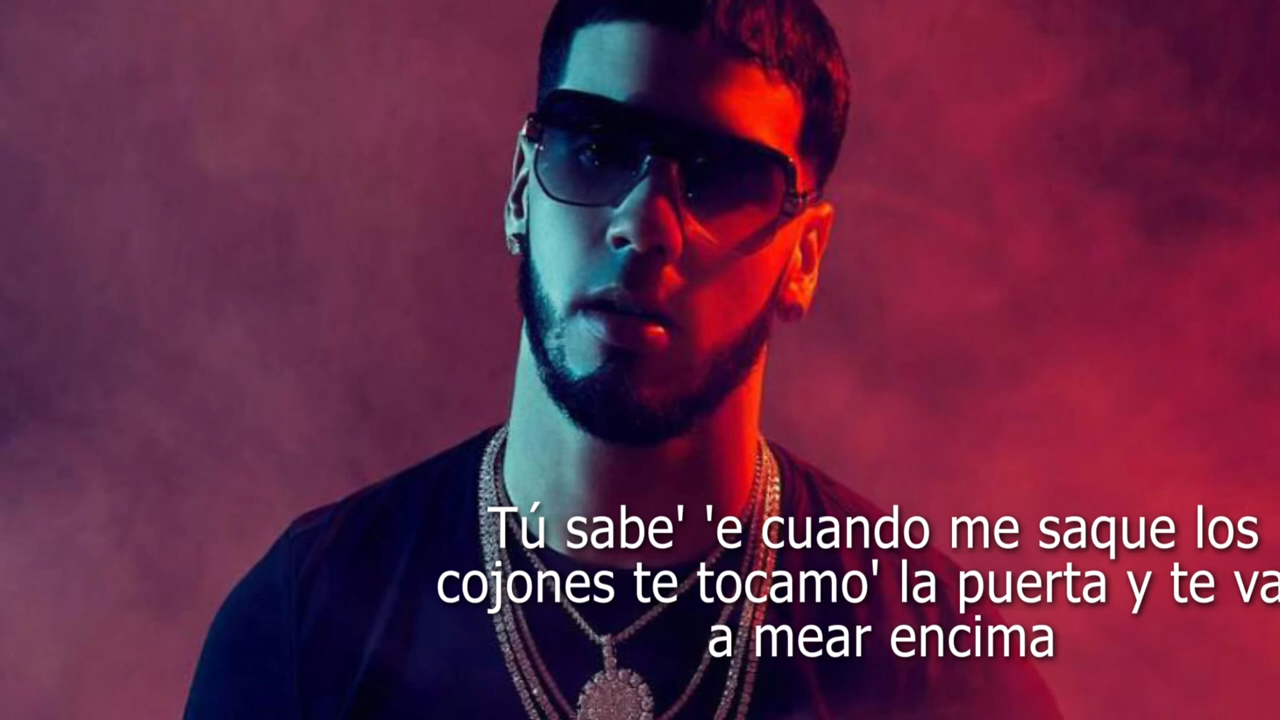 Tú sabe' 'e cuando me saque los
cojones te tocamo' la puerta y te va
a mear encima